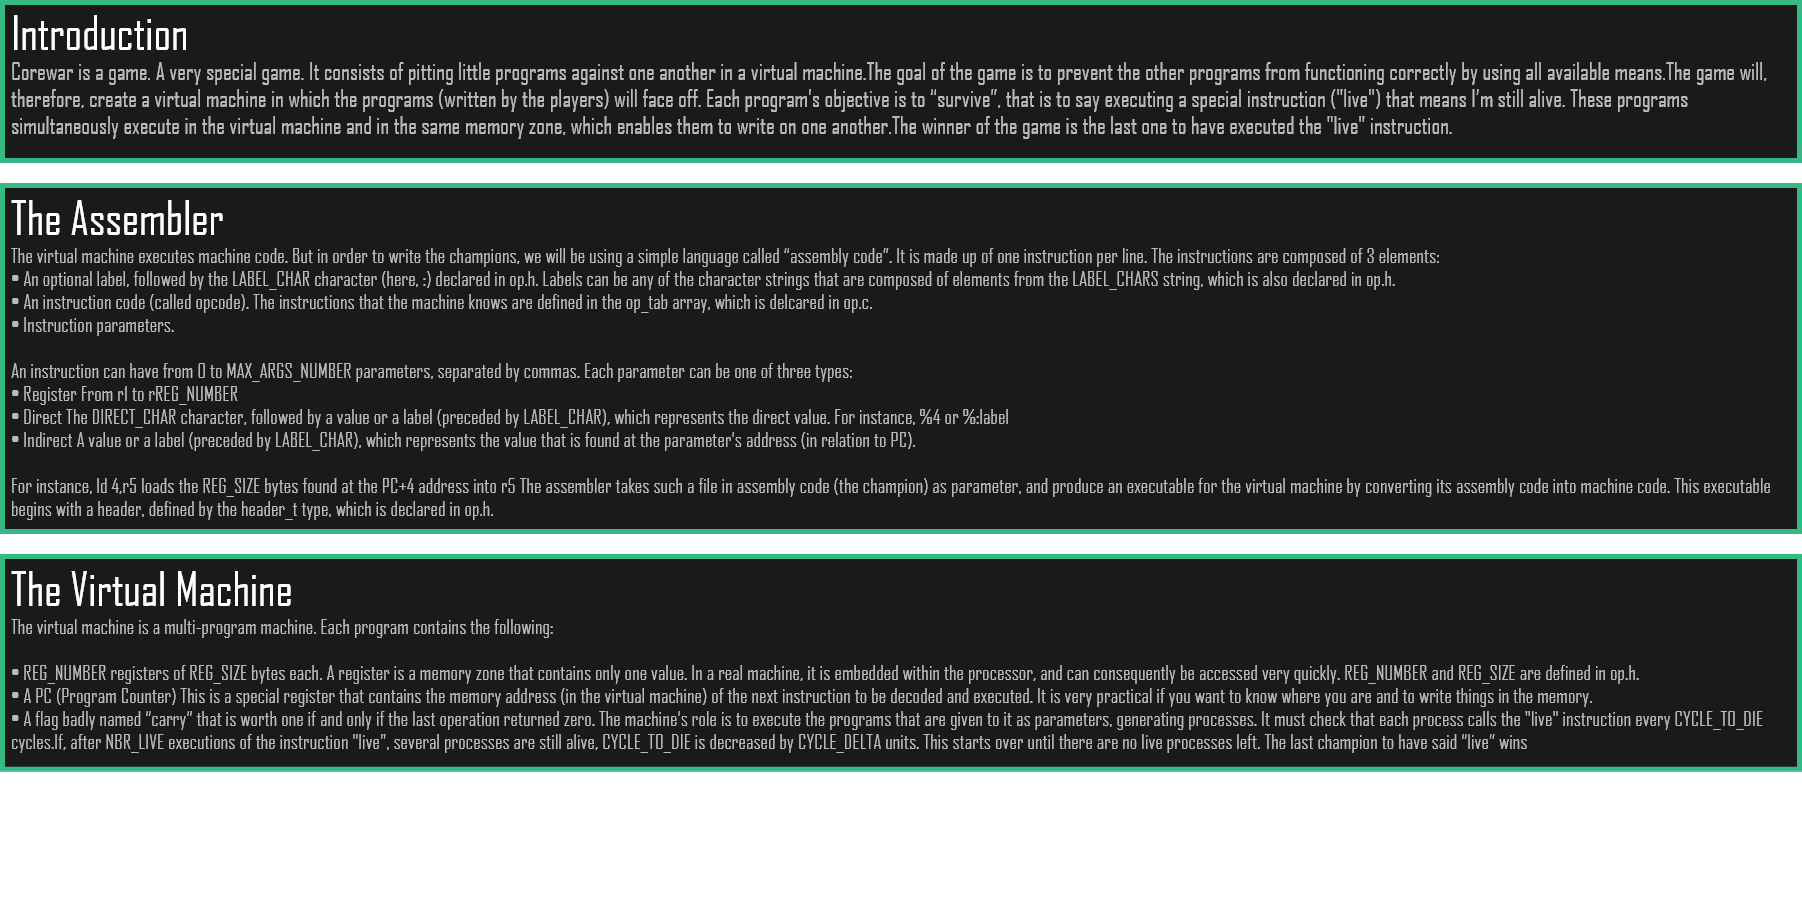 Introduction
Corewar is a game. A very special game. It consists of pitting little programs against one another in a virtual machine.The goal of the game is to prevent the other programs from functioning correctly by using all available means.The game will,
therefore, create a virtual machine in which the programs (written by the players) will face off. Each program's objective is to “survive”, that is to say executing a special instruction ("live") that means I'm still alive. These programs
simultaneously execute in the virtual machine and in the same memory zone, which enables them to write on one another.The winner of the game is the last one to have executed the "live" instruction.
The Assembler
The virtual machine executes machine code. But in order to write the champions, we will be using a simple language called “assembly code”. It is made up of one instruction per line. The instructions are composed of 3 elements:
• An optional label, followed by the LABEL_CHAR character (here, :) declared in op.h. Labels can be any of the character strings that are composed of elements from the LABEL_CHARS string, which is also declared in op.h.
• An instruction code (called opcode). The instructions that the machine knows are defined in the op_tab array, which is delcared in op.c.
• Instruction parameters.
An instruction can have from 0 to MAX_ARGS_NUMBER parameters, separated by commas. Each parameter can be one of three types:
• Register From r1 to rREG_NUMBER
• Direct The DIRECT_CHAR character, followed by a value or a label (preceded by LABEL_CHAR), which represents the direct value. For instance, %4 or %:label
• Indirect A value or a label (preceded by LABEL_CHAR), which represents the value that is found at the parameter's address (in relation to PC).
For instance, ld 4,r5 loads the REG_SIZE bytes found at the PC+4 address into r5 The assembler takes such a file in assembly code (the champion) as parameter, and produce an executable for the virtual machine by converting its assembly code into machine code. This executable
begins with a header, defined by the header_t type, which is declared in op.h.
The Virtual Machine
The virtual machine is a multi-program machine. Each program contains the following:
• REG_NUMBER registers of REG_SIZE bytes each. A register is a memory zone that contains only one value. In a real machine, it is embedded within the processor, and can consequently be accessed very quickly. REG_NUMBER and REG_SIZE are defined in op.h.
• A PC (Program Counter) This is a special register that contains the memory address (in the virtual machine) of the next instruction to be decoded and executed. It is very practical if you want to know where you are and to write things in the memory.
• A flag badly named “carry” that is worth one if and only if the last operation returned zero. The machine's role is to execute the programs that are given to it as parameters, generating processes. It must check that each process calls the "live" instruction every CYCLE_TO_DIE
cycles.If, after NBR_LIVE executions of the instruction "live", several processes are still alive, CYCLE_TO_DIE is decreased by CYCLE_DELTA units. This starts over until there are no live processes left. The last champion to have said “live” wins